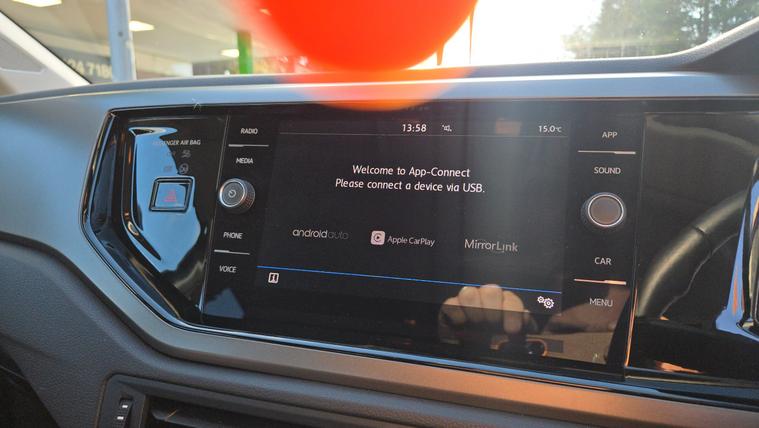 RADIO
MEDIA
PHONE
VOICE
13:58
15.0°C
Welcome to App-Connect
Please connect a device via USB.
androidauto
Apple CarPlay
MirrorLink
APP
SOUND
CAR
MENU
AIR BAG